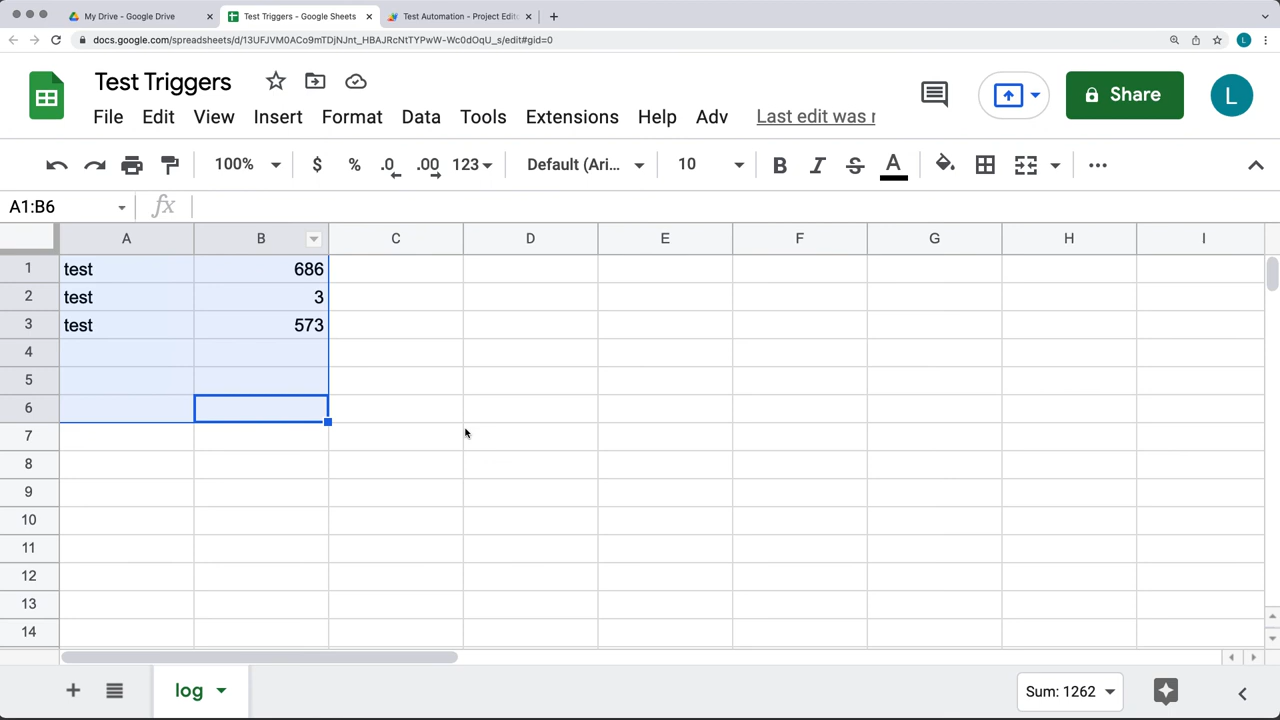 My Drive - Google Drive
Test Triggers - Google Sheets
Test Automation - Project Edit
docs.google.com/spreadsheets/d/13UFJVM0ACo9mTDjNJnt_HBAJRcNtTYPwW-Wc0dOqU_s/edit#gid=0
L
Test Triggers
Share
L
File Edit View Insert Format Data Tools Extensions Help Adv Last edit was r
100% $ % .0 .00 123 Default (Ari... 10 B I S A
A1:B6 fx
A B C D E F G H I
1 test 686
2 test 3
3 test 573
4
5
6
7
8
9
10
11
12
13
14
log Sum: 1262